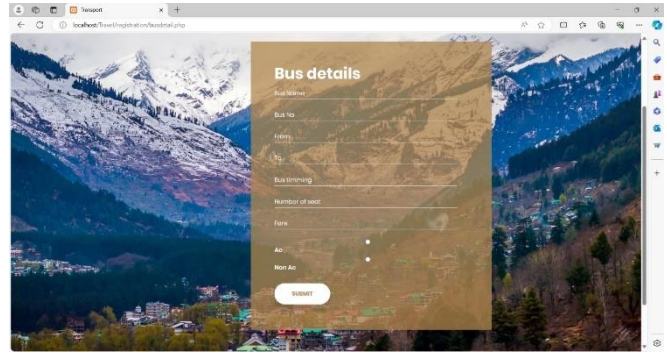 Transport
localhost/Travel/registration/busdetail.php
Bus details
Bus Name
Bus No
From
To
Bus timming
Number of seat
Fare
Ac
Non Ac
SUBMIT